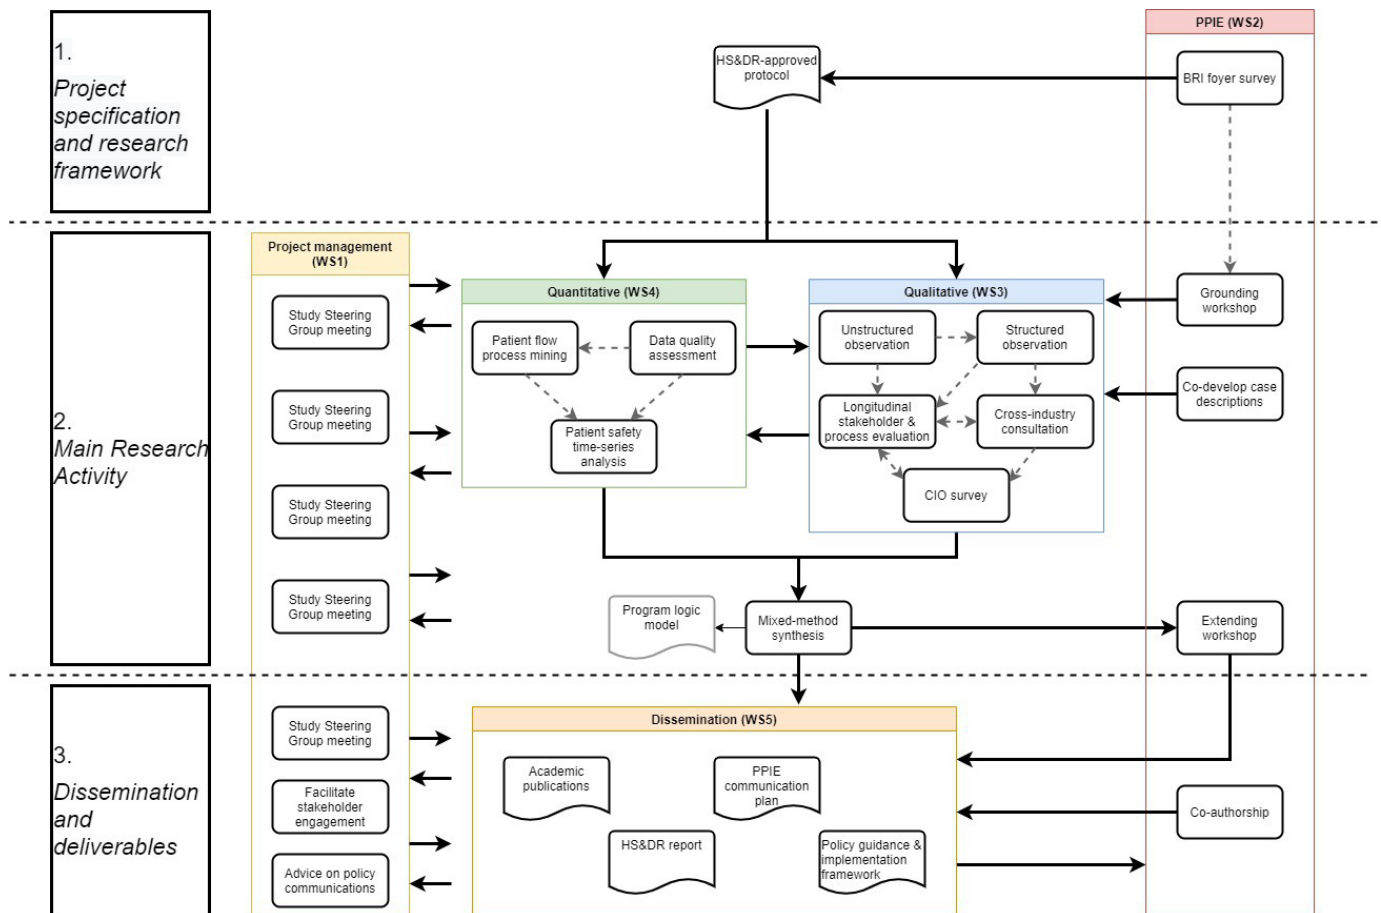 1.
Project
specification
and research
framework
HS&DR-approved
protocol
PPIE (WS2)
BRI foyer survey
2.
Main Research
Activity
Project management
(WS1)
Study Steering
Group meeting
Study Steering
Group meeting
Study Steering
Group meeting
Study Steering
Group meeting
Quantitative (WS4)
Patient flow
process mining
Data quality
assessment
Patient safety
time-series
analysis
Qualitative (WS3)
Unstructured
observation
Structured
observation
Longitudinal
stakeholder &
process evaluation
Cross-industry
consultation
CIO survey
Grounding
workshop
Co-develop case
descriptions
Program logic
model
Mixed-method
synthesis
Extending
workshop
3.
Dissemination
and
deliverables
Study Steering
Group meeting
Facilitate
stakeholder
engagement
Advice on policy
communications
Dissemination (WS5)
Academic
publications
PPIE
communication
plan
HS&DR report
Policy guidance &
implementation
framework
Co-authorship